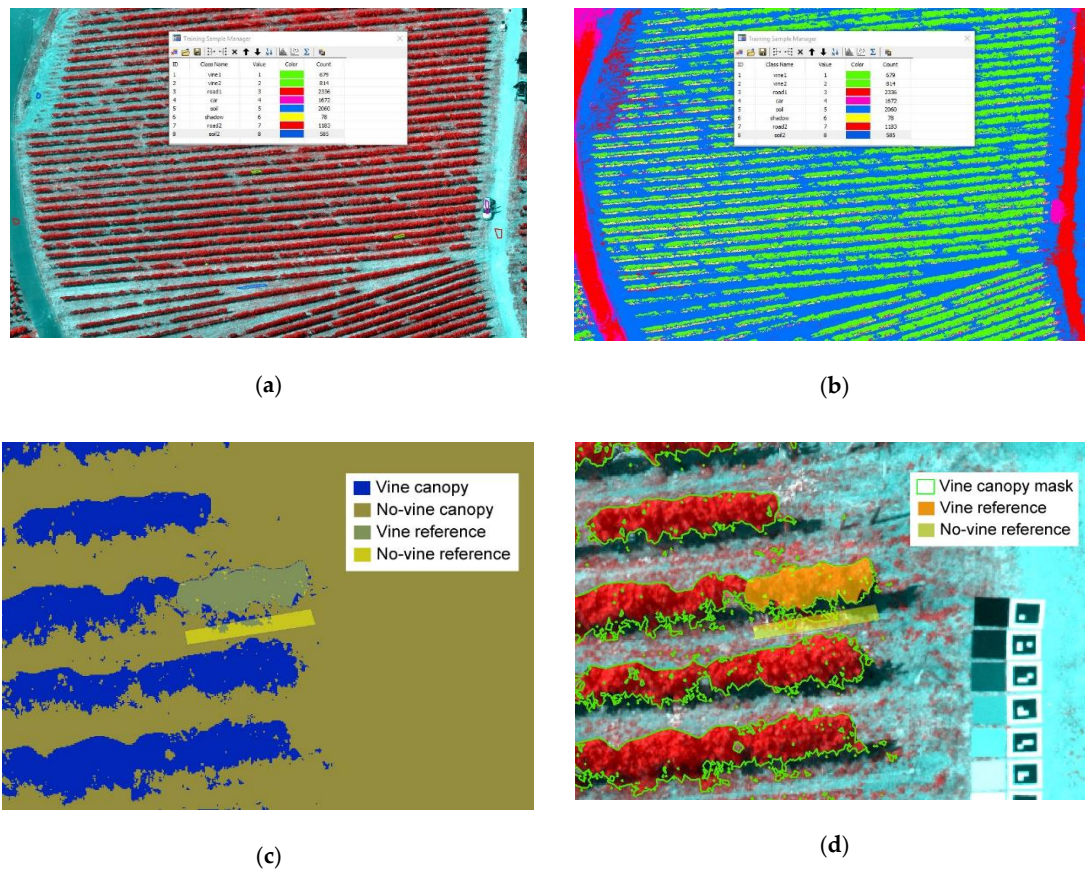 Training Sample Manager
ID Class Name Value Color Count
1 vine1 1 679
2 vine2 2 814
3 road1 3 2336
4 car 4 1672
5 soil 5 2060
6 shadow 6 78
7 road2 7 1183
8 soil2 8 585
(a)
Training Sample Manager
ID Class Name Value Color Count
1 vine1 1 679
2 vine2 2 814
3 road1 3 2336
4 car 4 1672
5 soil 5 2060
6 shadow 6 78
7 road2 7 1183
8 soil2 8 585
(b)
Vine canopy
No-vine canopy
Vine reference
No-vine reference
(c)
Vine canopy mask
Vine reference
No-vine reference
(d)